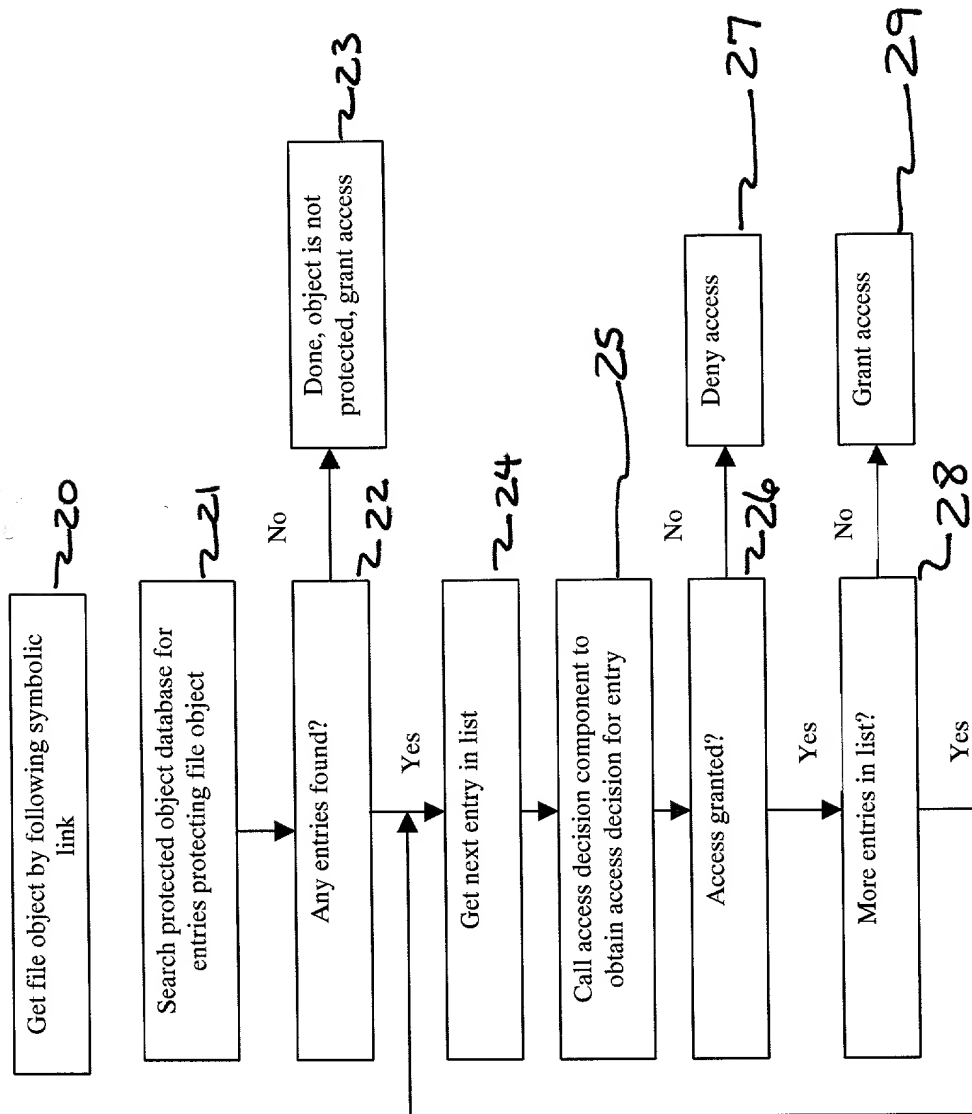 Get file object by following symbolic
link
20
Search protected object database for
entries protecting file object
21
Any entries found?
22
No
Done, object is not
protected, grant access
23
Yes
Get next entry in list
24
Call access decision component to
obtain access decision for entry
25
Access granted?
26
No
Deny access
27
Yes
More entries in list?
28
No
Grant access
29
Yes